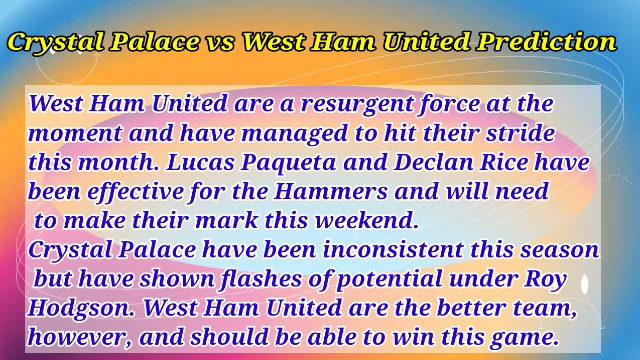 Crystal Palace vs West Ham United Prediction
West Ham United are a resurgent force at the
moment and have managed to hit their stride
this month. Lucas Paqueta and Declan Rice have
been effective for the Hammers and will need
to make their mark this weekend.
Crystal Palace have been inconsistent this season
but have shown flashes of potential under Roy
Hodgson. West Ham United are the better team,
however, and should be able to win this game.